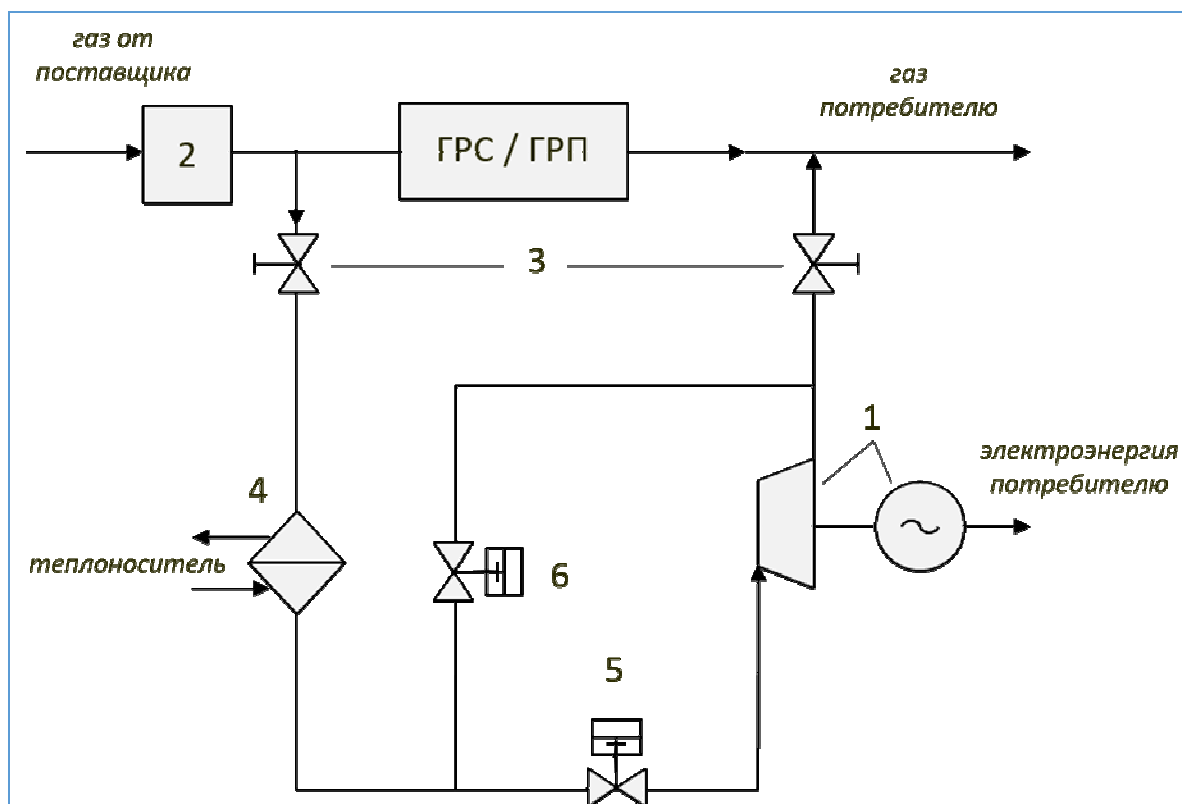 газ от
поставщика
газ
потребителю
2
ГРС / ГРП
3
1
электроэнергия
потребителю
4
теплоноситель
6
5